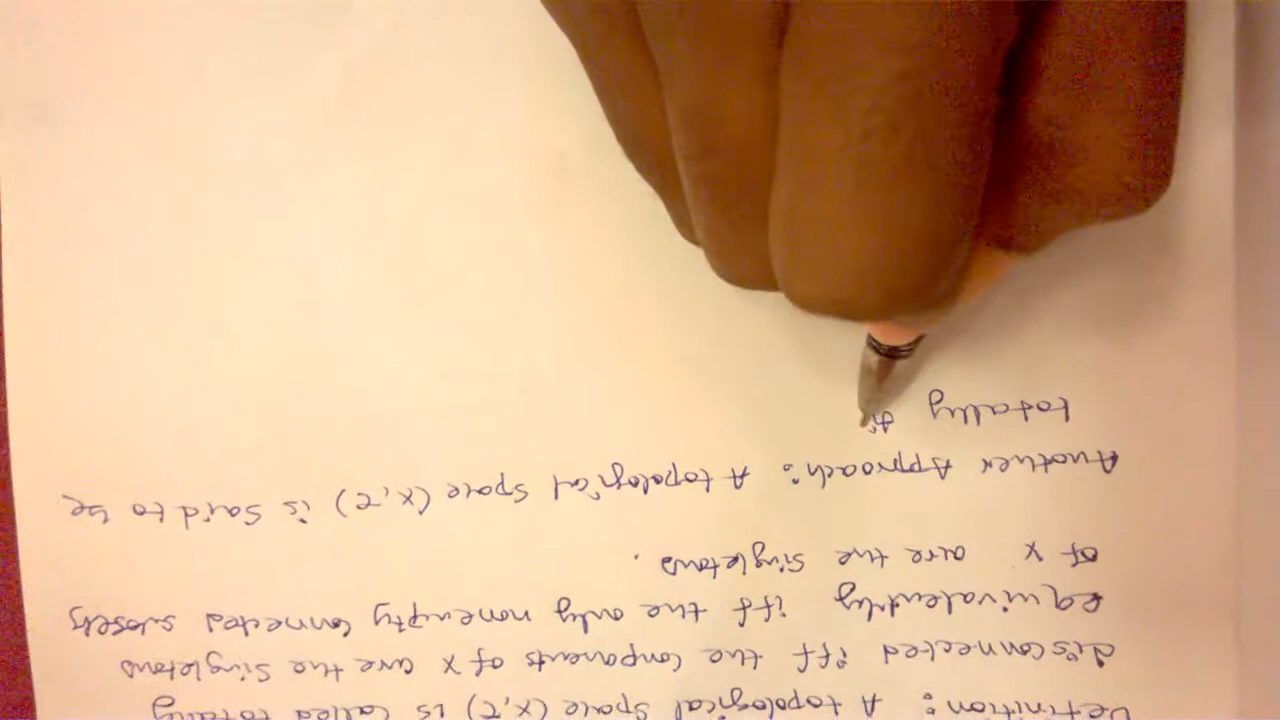 Definition: A topological space (X,τ) is called totally
disconnected iff the components of X are the singletons
equivalently iff the only nonempty connected subsets
of X are the singletons.
Another Approach: A topological space (X,τ) is said to be
totally di